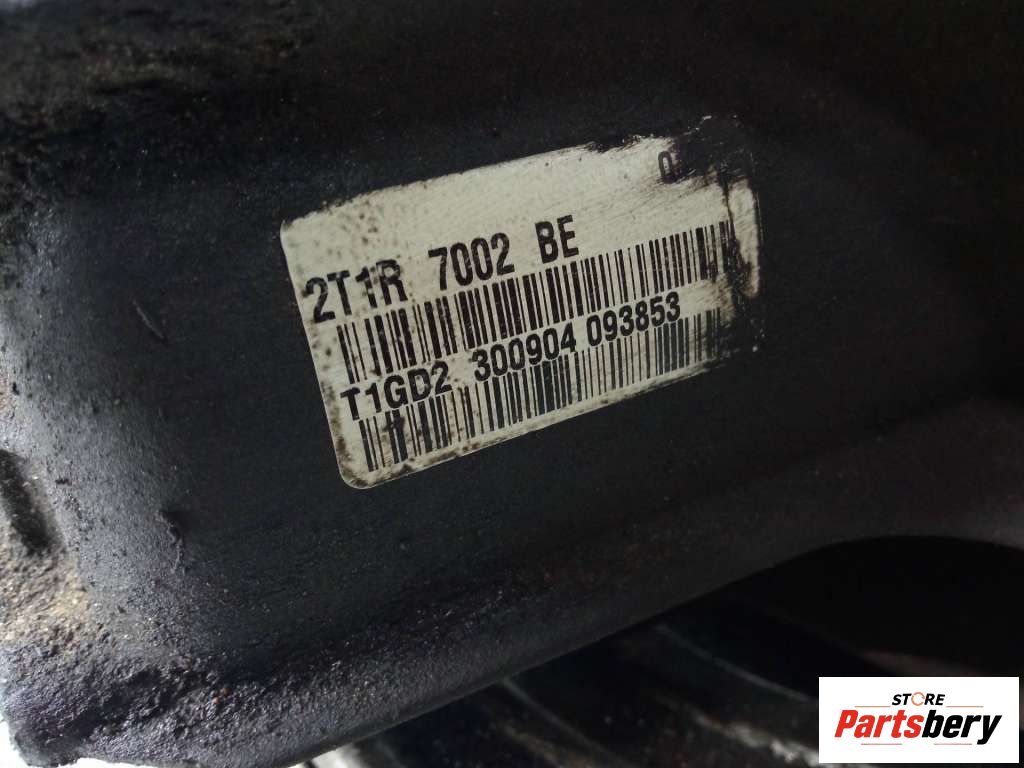 2T1R 7002 BE
T1GD2 300904 093853
STORE
Partsbery